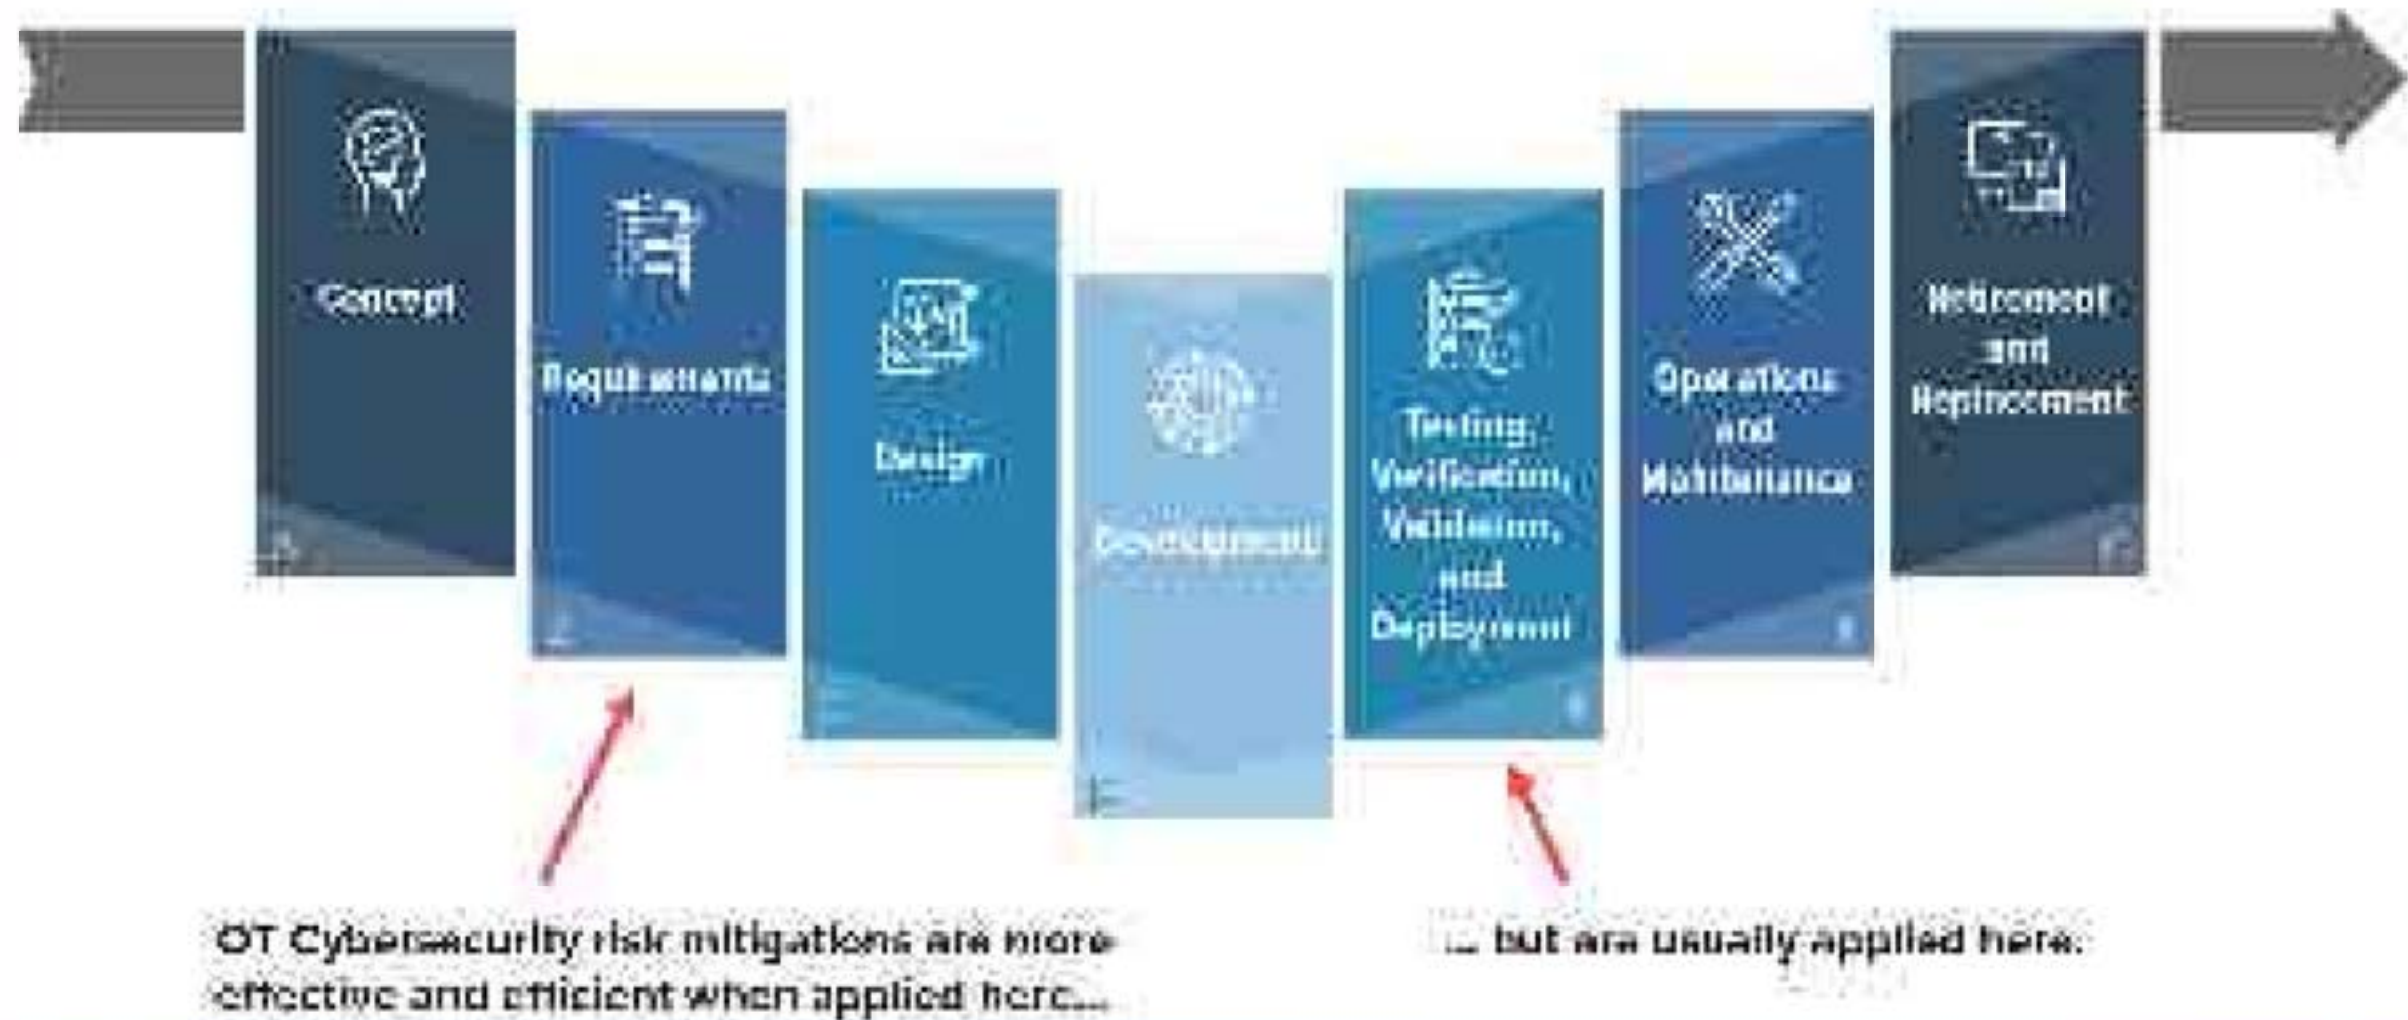 Concept
Requirements
Design
Development
Testing,
Verification,
Validation,
and
Deployment
Operations
and
Maintenance
Retirement
and
Replacement
OT Cybersecurity risk mitigations are more
effective and efficient when applied here...
... but are usually applied here.